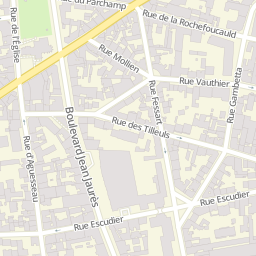 Rue du Parchamp
Rue de la Rochefoucauld
Rue de l'Église
Rue Mollien
Rue Vauthier
Rue Fessart
Rue Gambetta
Rue des Tilleuls
Boulevard Jean Jaurès
Rue d'Aguesseau
Rue Escudier
Rue Escudier